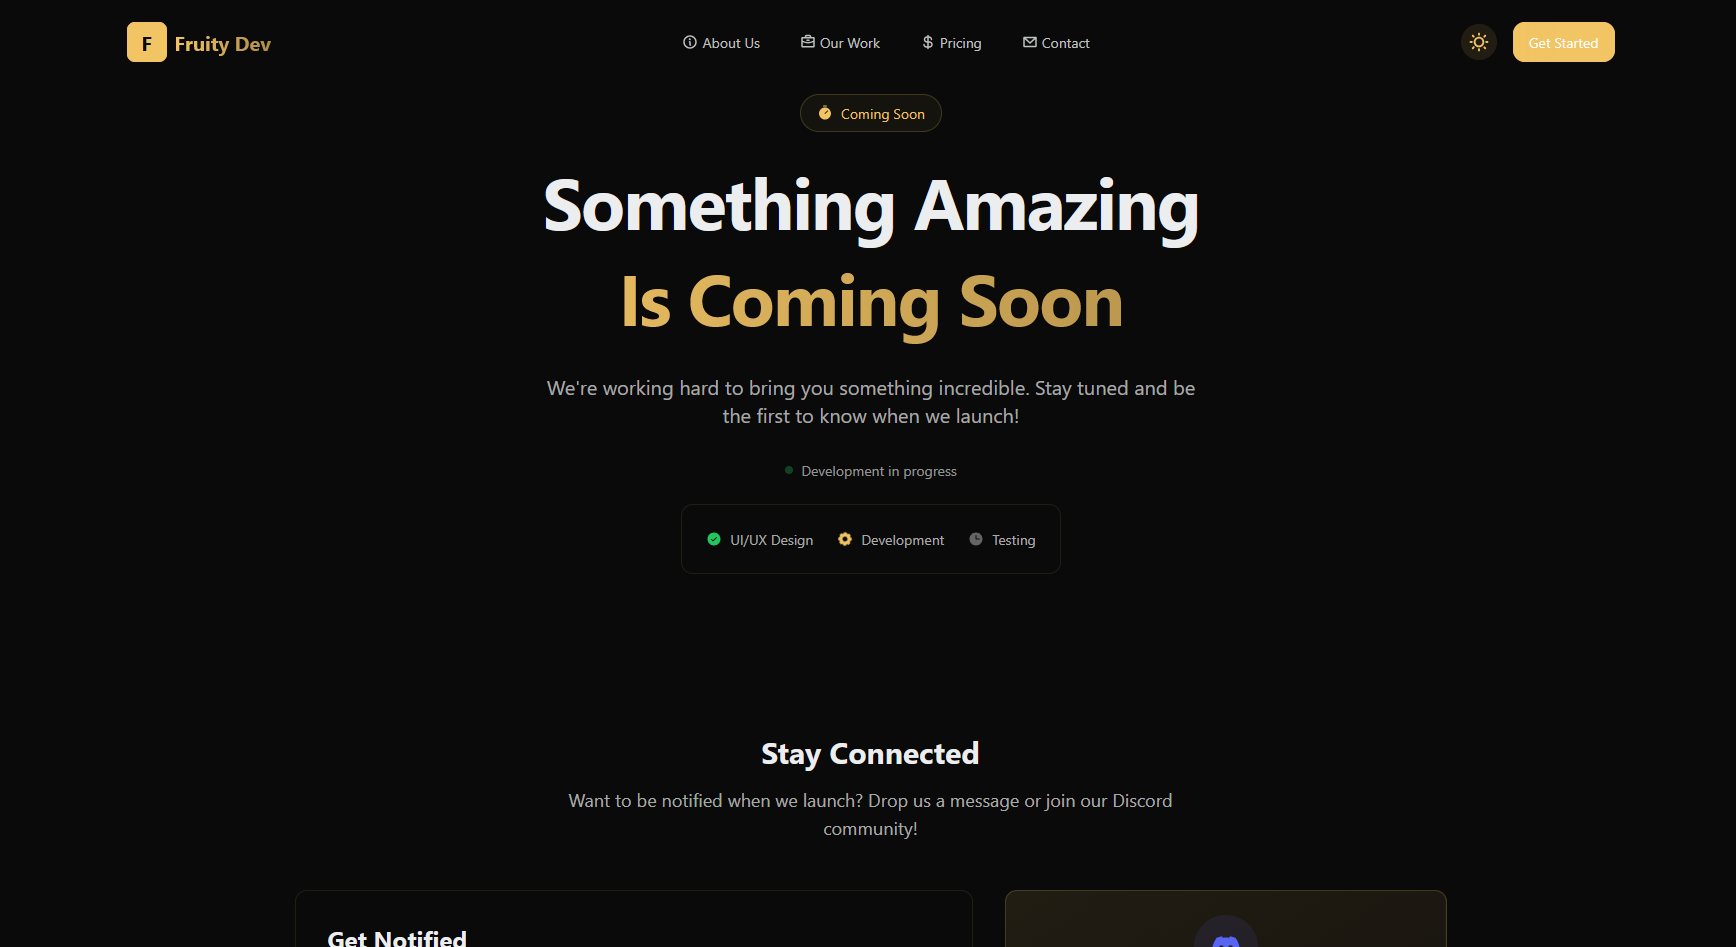 F Fruity Dev
About Us Our Work Pricing Contact
Get Started
Coming Soon
Something Amazing
Is Coming Soon
We're working hard to bring you something incredible. Stay tuned and be
the first to know when we launch!
Development in progress
UI/UX Design Development Testing
Stay Connected
Want to be notified when we launch? Drop us a message or join our Discord
community!
Get Notified